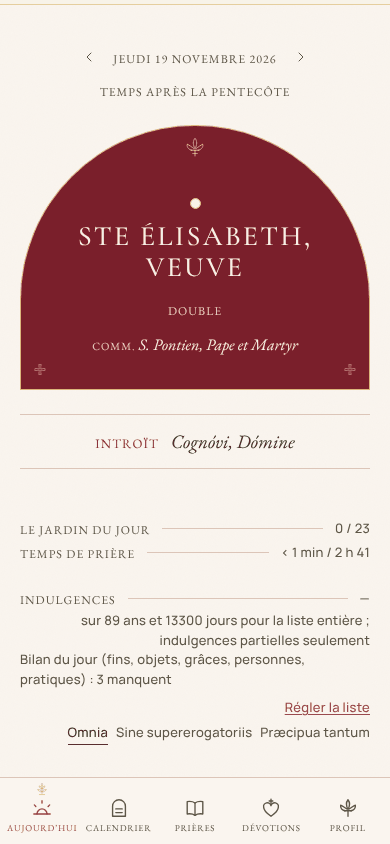 JEUDI 19 NOVEMBRE 2026
TEMPS APRÈS LA PENTECÔTE
STE ÉLISABETH,
VEUVE
DOUBLE
COMM. S. Pontien, Pape et Martyr
INTROÏT Cognóvi, Dómine
LE JARDIN DU JOUR 0 / 23
TEMPS DE PRIÈRE < 1 min / 2 h 41
INDULGENCES —
sur 89 ans et 13300 jours pour la liste entière ;
indulgences partielles seulement
Bilan du jour (fins, objets, grâces, personnes,
pratiques) : 3 manquent
Régler la liste
Omnia Sine supererogatoriis Præcipua tantum
AUJOURD'HUI CALENDRIER PRIÈRES DÉVOTIONS PROFIL